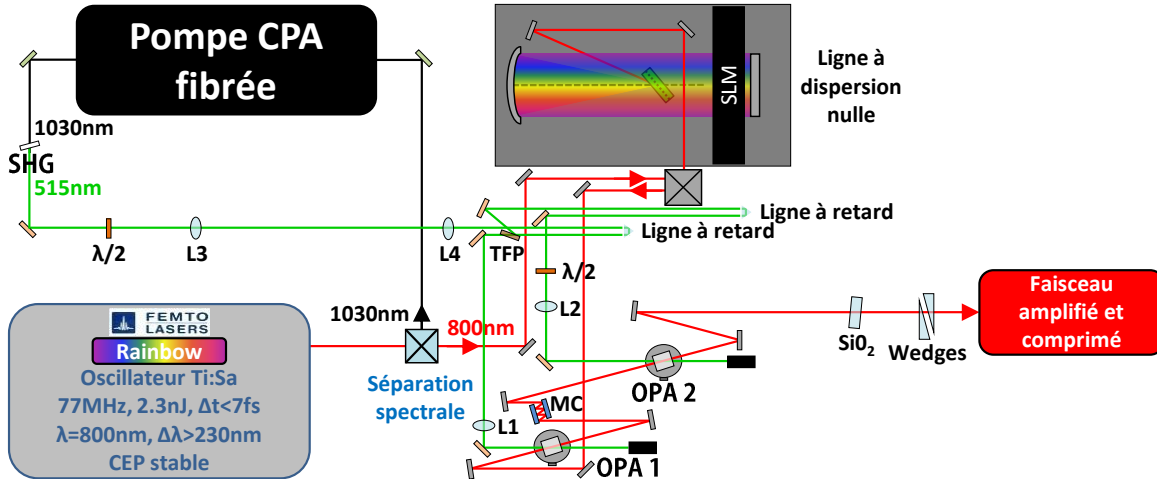 Pompe CPA
fibrée
1030nm
SHG
515nm
λ/2
L3
L4
TFP
SLM
Ligne à
dispersion
nulle
Ligne à retard
Ligne à retard
λ/2
L2
FEMTO
LASERS
Rainbow
Oscillateur Ti:Sa
77MHz, 2.3nJ, Δt<7fs
λ=800nm, Δλ>230nm
CEP stable
1030nm
800nm
Séparation
spectrale
L1
MC
OPA 2
OPA 1
Si0₂
Wedges
Faisceau
amplifié et
comprimé